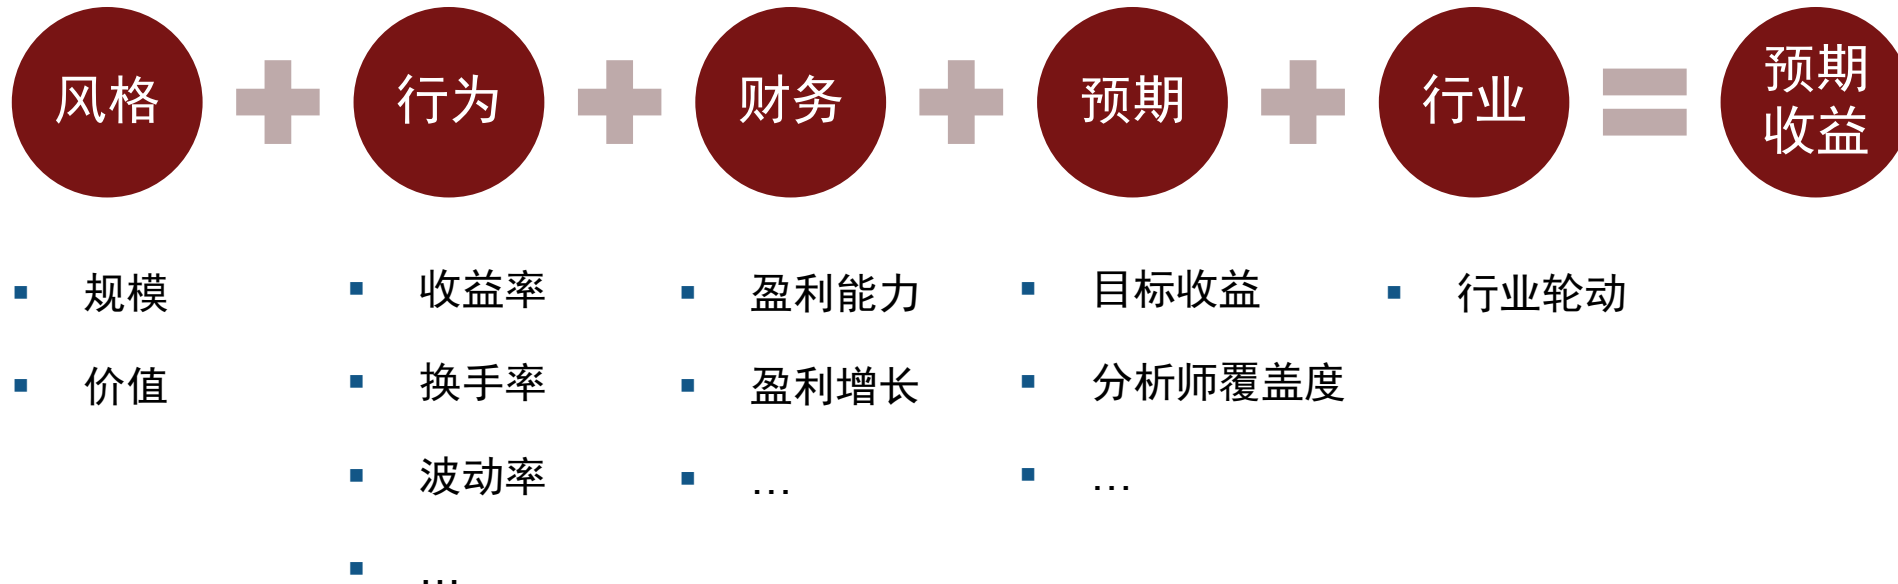 风格
行为
财务
预期
行业
预期
收益
规模
价值
收益率
换手率
波动率
…
盈利能力
盈利增长
…
目标收益
分析师覆盖度
…
行业轮动